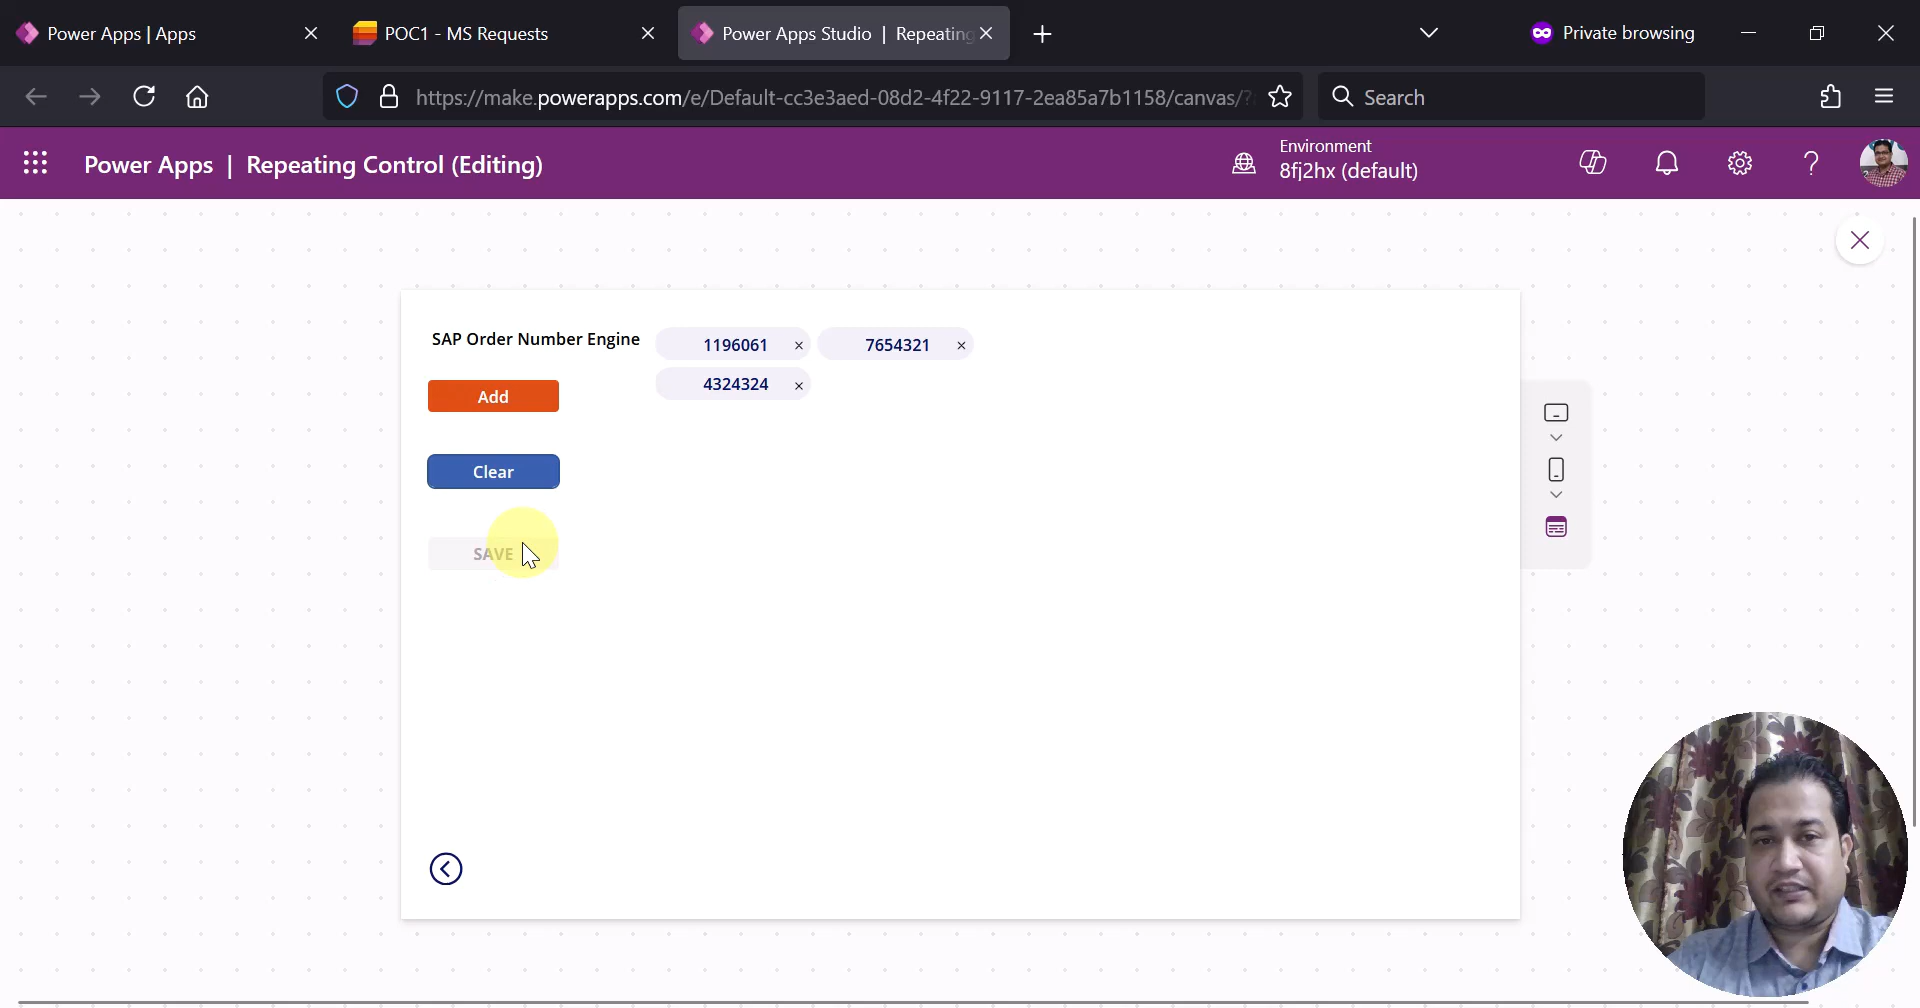 Power Apps | Apps
POC1 - MS Requests
Power Apps Studio | Repeating
Private browsing
https://make.powerapps.com/e/Default-cc3e3aed-08d2-4f22-9117-2ea85a7b1158/canvas/?
Search
Power Apps | Repeating Control (Editing)
Environment
8fj2hx (default)
SAP Order Number Engine
1196061 ×
7654321 ×
4324324 ×
Add
Clear
SAVE